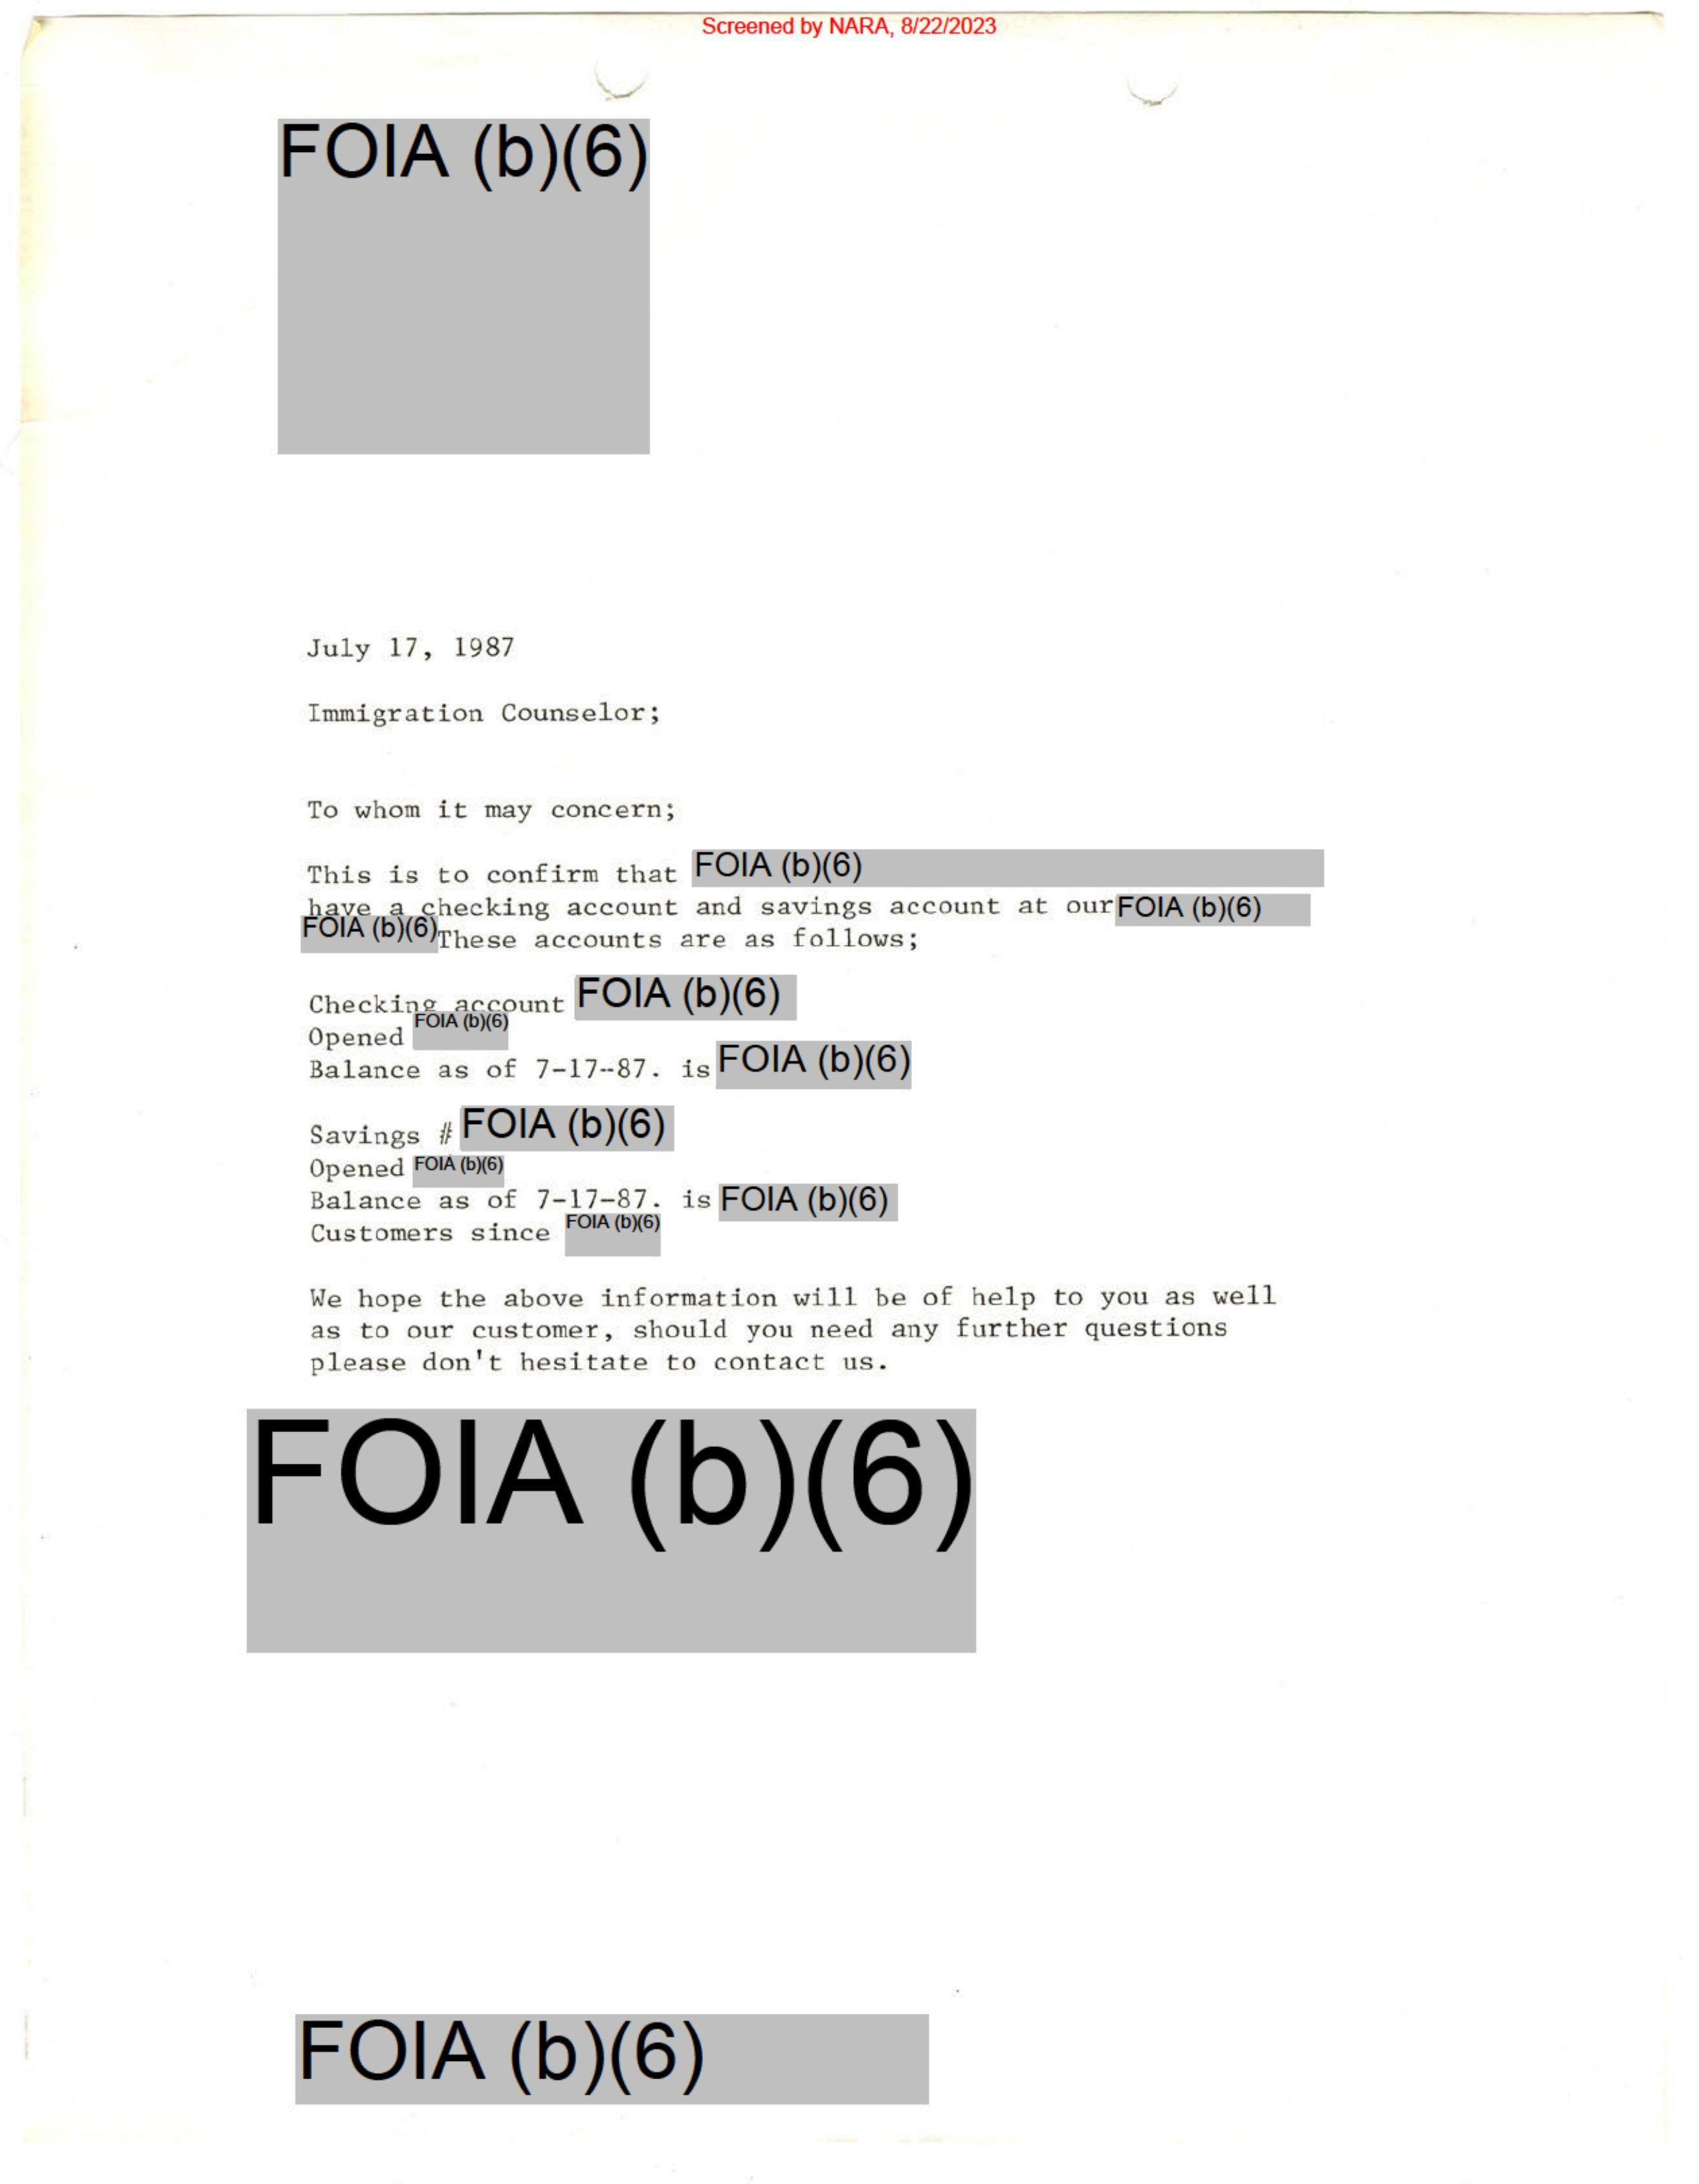 Screened by NARA, 8/22/2023
FOIA (b)(6)
July 17, 1987
Immigration Counselor;
To whom it may concern;
This is to confirm that FOIA (b)(6)
have a checking account and savings account at our FOIA (b)(6)
FOIA (b)(6) These accounts are as follows;
Checking account FOIA (b)(6)
Opened FOIA (b)(6)
Balance as of 7-17-87. is FOIA (b)(6)
Savings # FOIA (b)(6)
Opened FOIA (b)(6)
Balance as of 7-17-87. is FOIA (b)(6)
Customers since FOIA (b)(6)
We hope the above information will be of help to you as well
as to our customer, should you need any further questions
please don't hesitate to contact us.
FOIA (b)(6)
FOIA (b)(6)